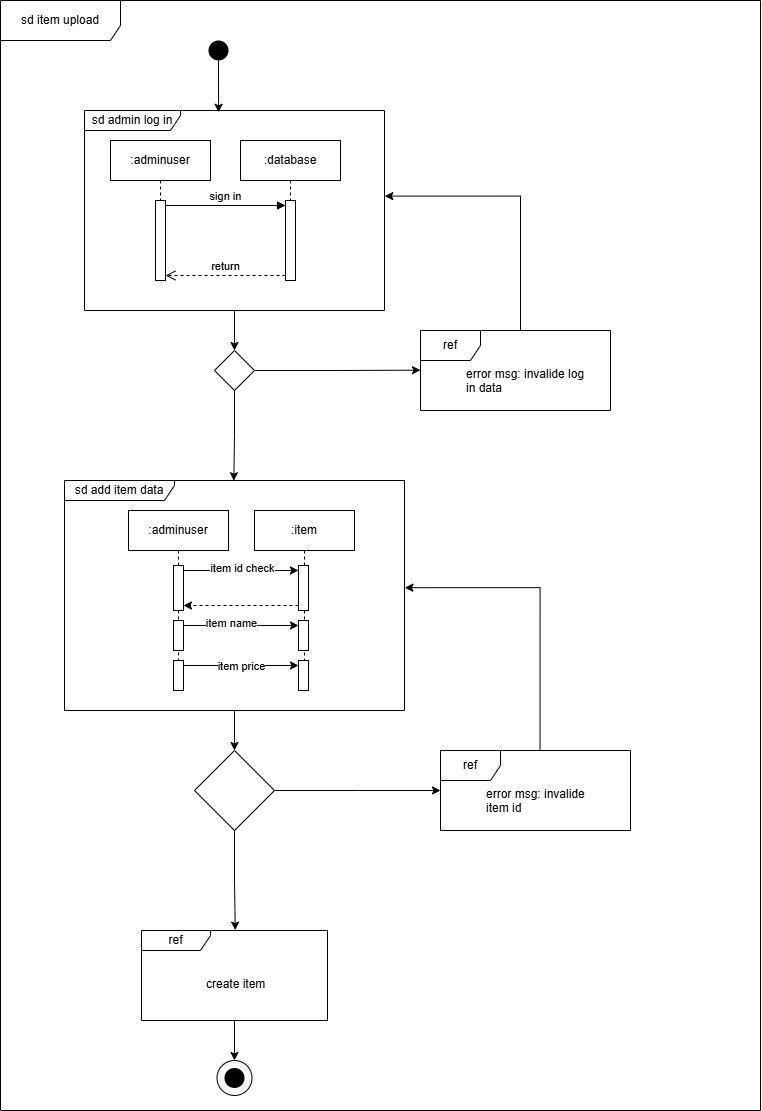 sd item upload
sd admin log in
:adminuser
:database
sign in
return
ref
error msg: invalide log
in data
sd add item data
:adminuser
:item
item id check
item name
item price
ref
error msg: invalide
item id
ref
create item